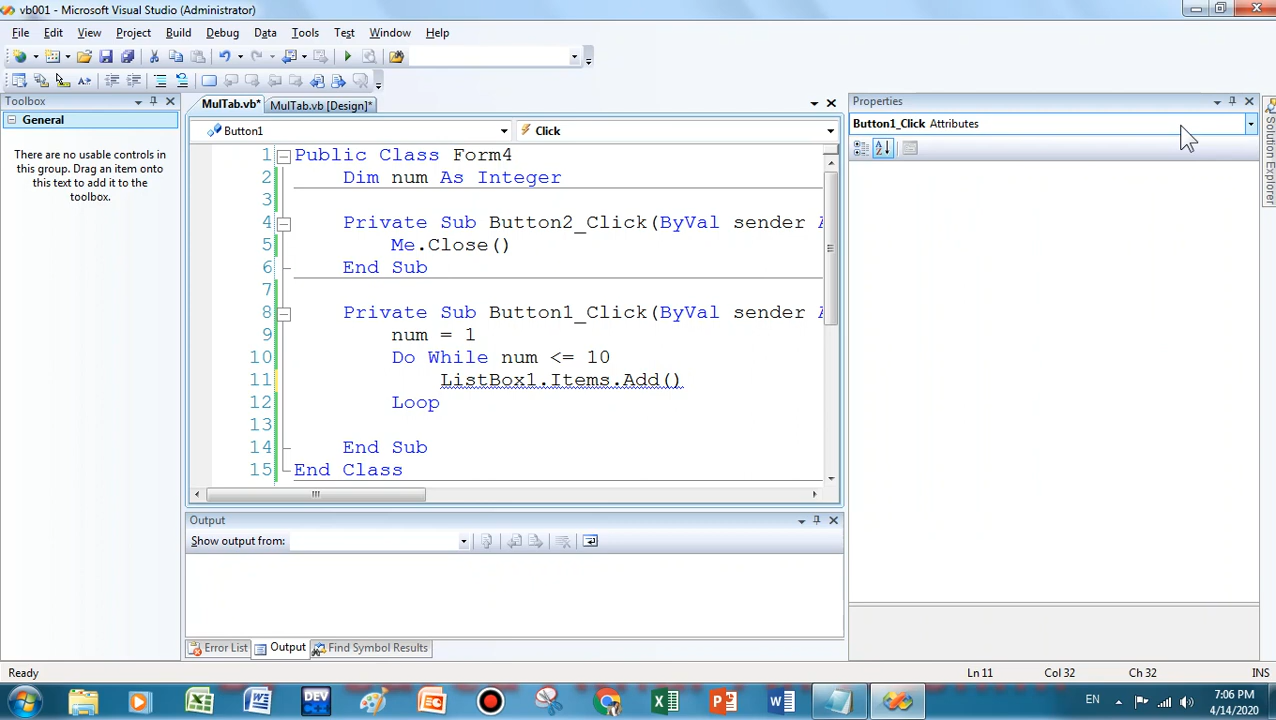 vb001 - Microsoft Visual Studio (Administrator)
File Edit View Project Build Debug Data Tools Test Window Help
Toolbox
General
There are no usable controls in
this group. Drag an item onto
this text to add it to the
toolbox.
MulTab.vb* MulTab.vb [Design]*
Button1 Click
1 Public Class Form4
2 Dim num As Integer
3
4 Private Sub Button2_Click(ByVal sender A
5 Me.Close()
6 End Sub
7
8 Private Sub Button1_Click(ByVal sender A
9 num = 1
10 Do While num <= 10
11 ListBox1.Items.Add()
12 Loop
13
14 End Sub
15 End Class
Properties
Button1_Click Attributes
Solution Explorer
Output
Show output from:
Error List Output Find Symbol Results
Ready Ln 11 Col 32 Ch 32 INS
DEV C++
EN
7:06 PM
4/14/2020